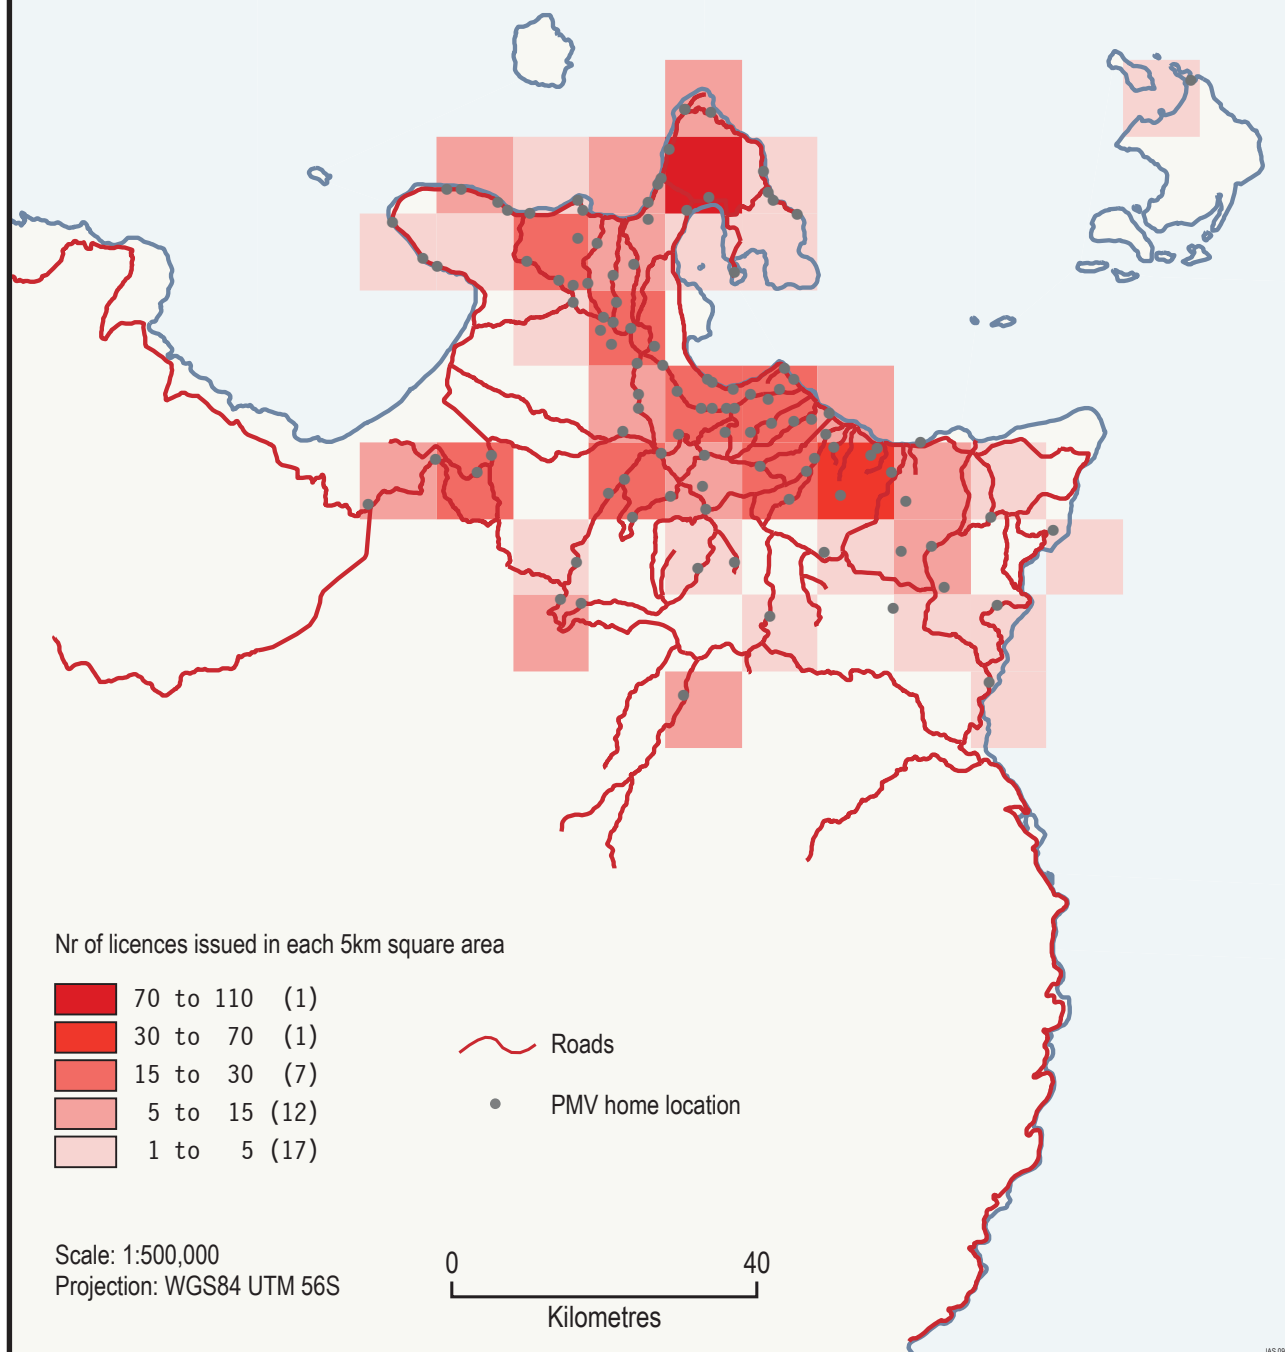 Nr of licences issued in each 5km square area
70 to 110 (1)
30 to 70 (1)
15 to 30 (7)
5 to 15 (12)
1 to 5 (17)
Roads
PMV home location
Scale: 1:500,000
Projection: WGS84 UTM 56S
0 40
Kilometres